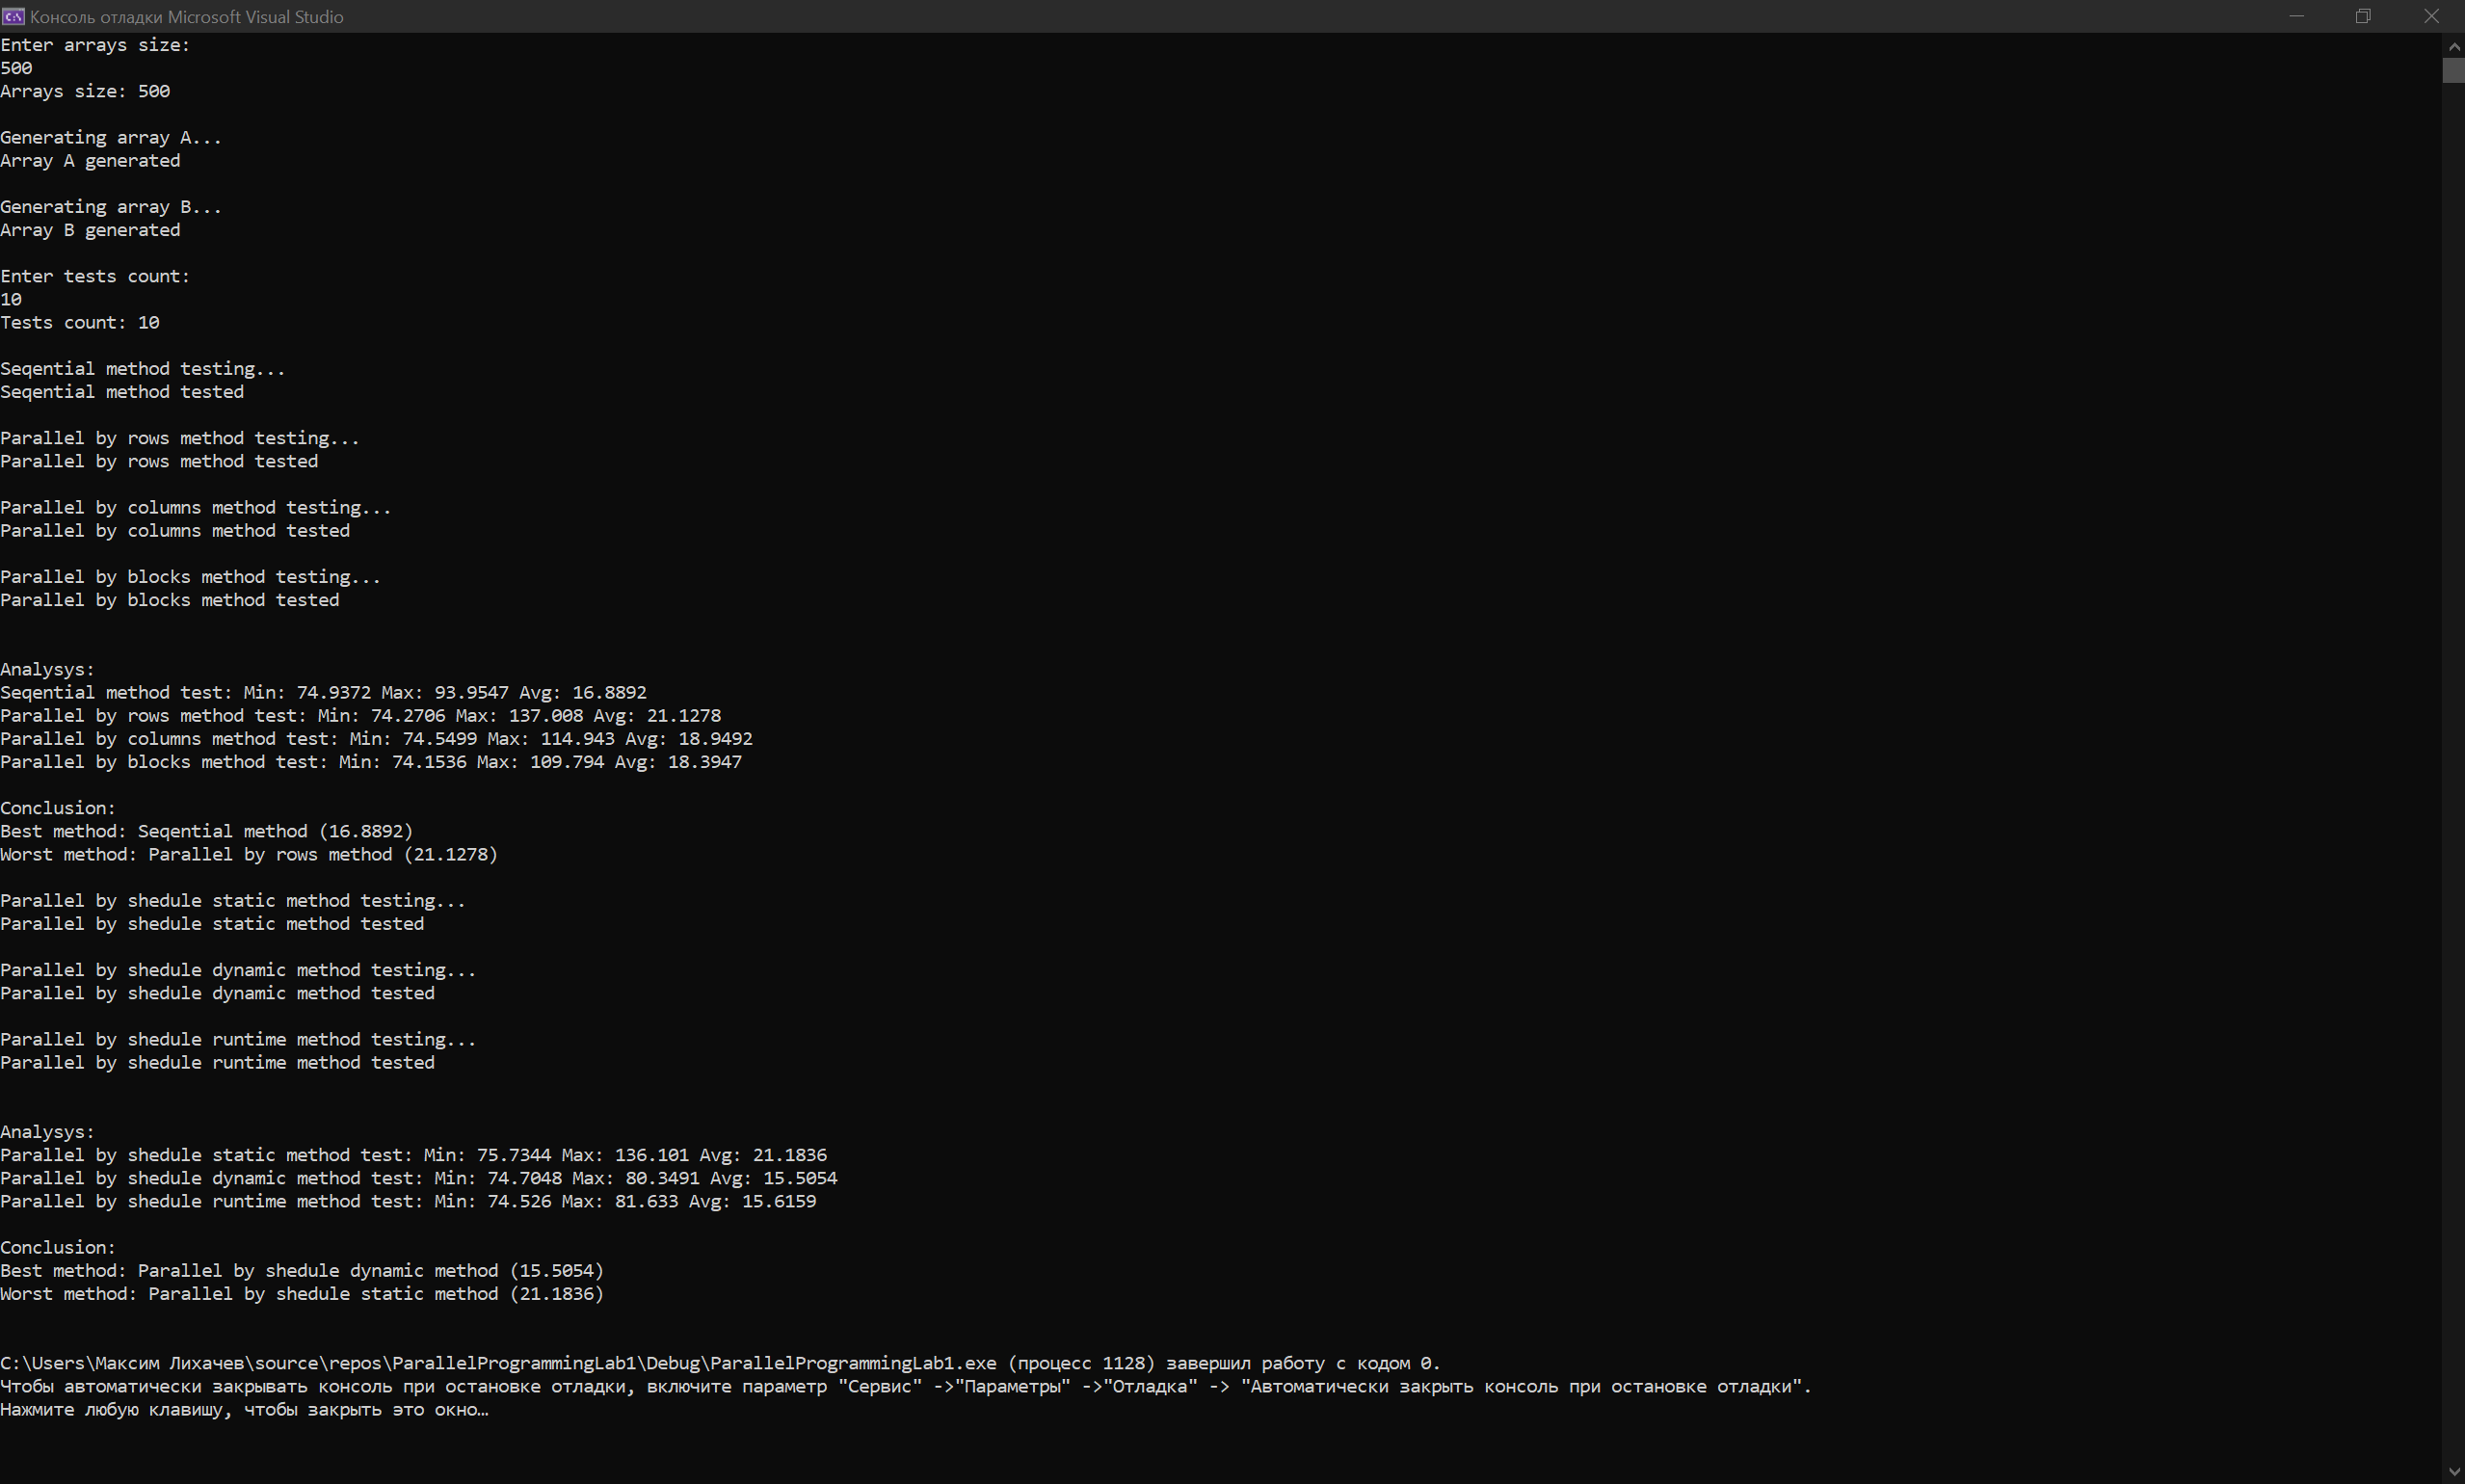 Консоль отладки Microsoft Visual Studio
Enter arrays size:
500
Arrays size: 500
Generating array A...
Array A generated
Generating array B...
Array B generated
Enter tests count:
10
Tests count: 10
Seqential method testing...
Seqential method tested
Parallel by rows method testing...
Parallel by rows method tested
Parallel by columns method testing...
Parallel by columns method tested
Parallel by blocks method testing...
Parallel by blocks method tested
Analysys:
Seqential method test: Min: 74.9372 Max: 93.9547 Avg: 16.8892
Parallel by rows method test: Min: 74.2706 Max: 137.008 Avg: 21.1278
Parallel by columns method test: Min: 74.5499 Max: 114.943 Avg: 18.9492
Parallel by blocks method test: Min: 74.1536 Max: 109.794 Avg: 18.3947
Conclusion:
Best method: Seqential method (16.8892)
Worst method: Parallel by rows method (21.1278)
Parallel by shedule static method testing...
Parallel by shedule static method tested
Parallel by shedule dynamic method testing...
Parallel by shedule dynamic method tested
Parallel by shedule runtime method testing...
Parallel by shedule runtime method tested
Analysys:
Parallel by shedule static method test: Min: 75.7344 Max: 136.101 Avg: 21.1836
Parallel by shedule dynamic method test: Min: 74.7048 Max: 80.3491 Avg: 15.5054
Parallel by shedule runtime method test: Min: 74.526 Max: 81.633 Avg: 15.6159
Conclusion:
Best method: Parallel by shedule dynamic method (15.5054)
Worst method: Parallel by shedule static method (21.1836)
C:\Users\Максим Лихачев\source\repos\ParallelProgrammingLab1\Debug\ParallelProgrammingLab1.exe (процесс 1128) завершил работу с кодом 0.
Чтобы автоматически закрывать консоль при остановке отладки, включите параметр "Сервис" ->"Параметры" ->"Отладка" -> "Автоматически закрыть консоль при остановке отладки".
Нажмите любую клавишу, чтобы закрыть это окно…